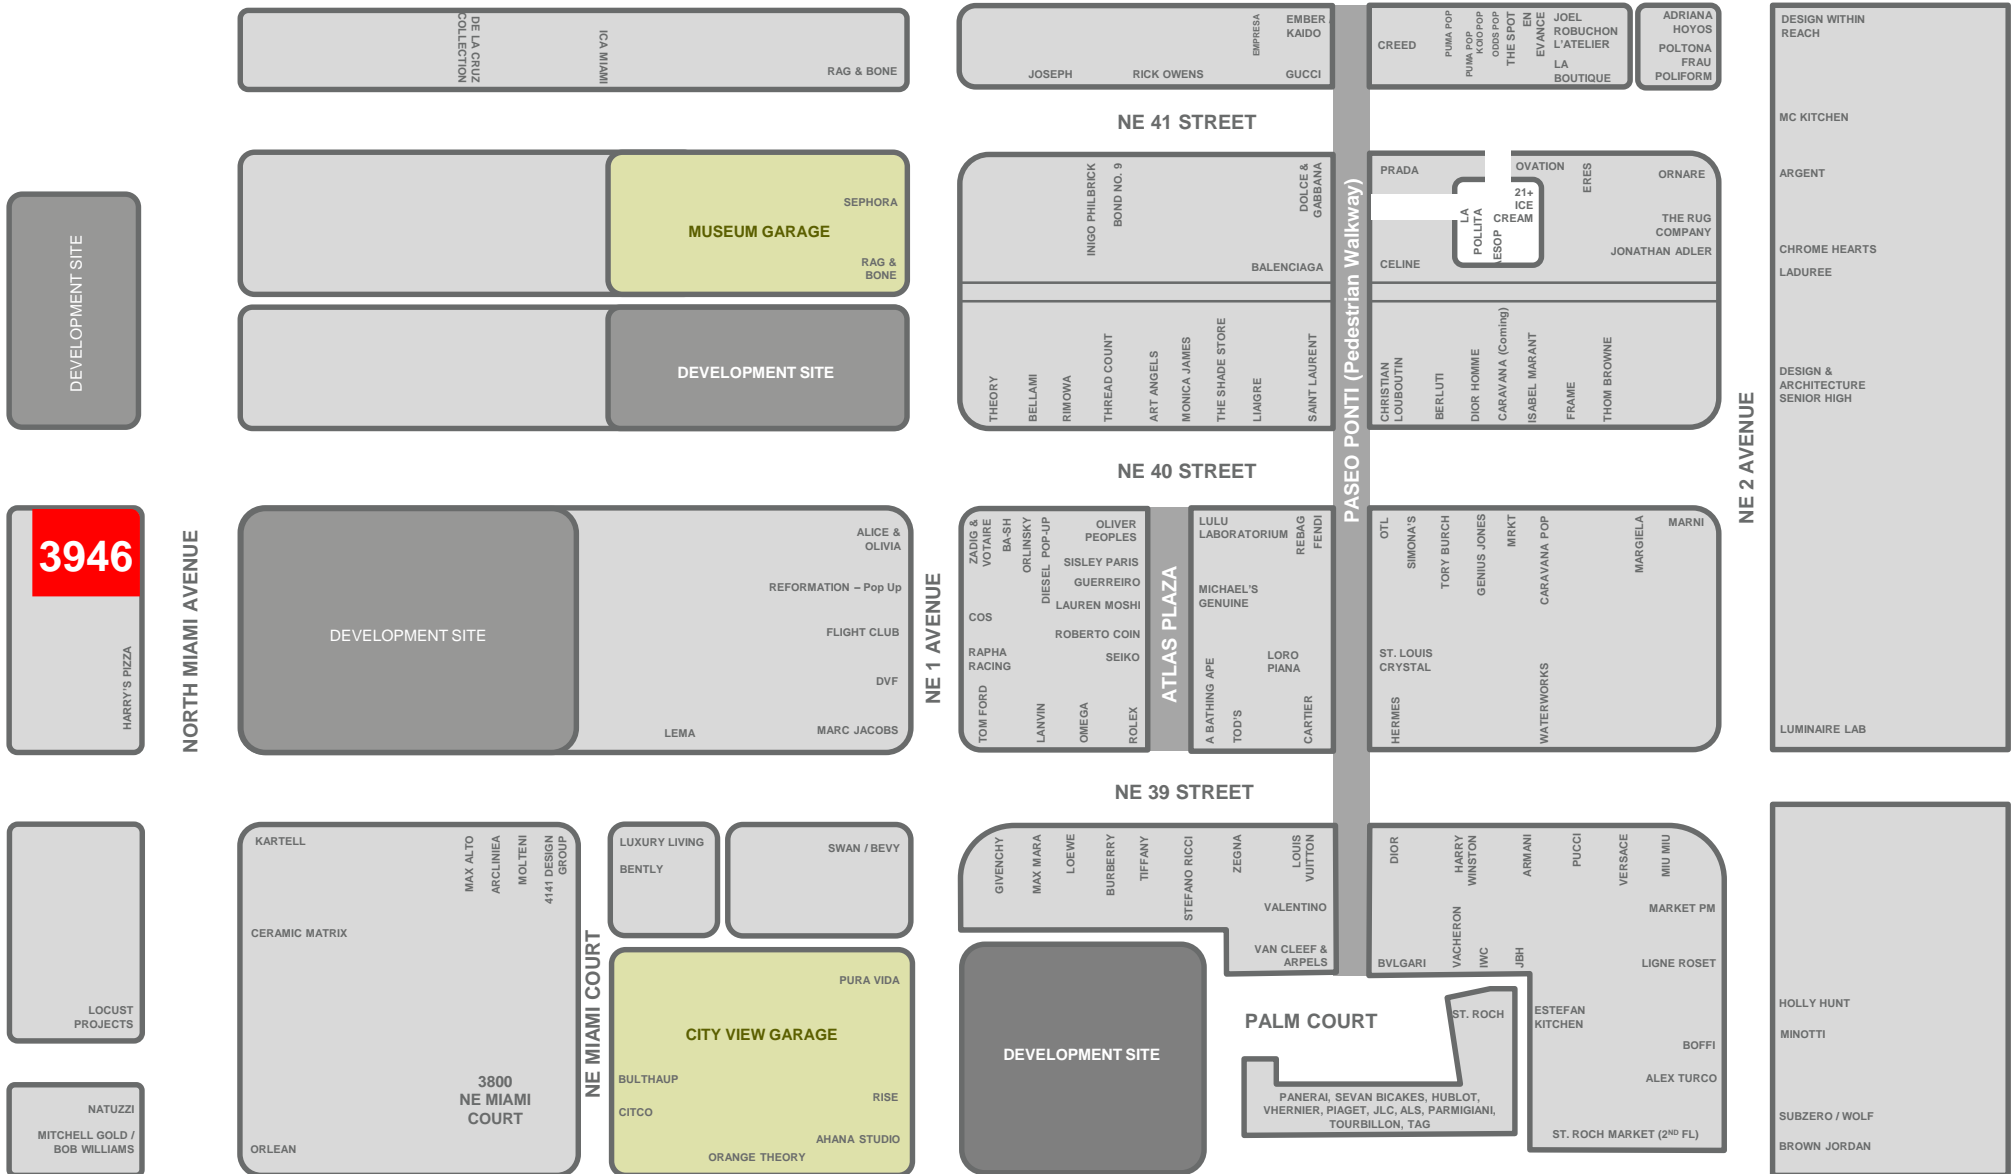 DE LA CRUZ
COLLECTION
ICA MIAMI
RAG & BONE
JOSEPH
RICK OWENS
EMPRESA
EMBER
KAIDO
GUCCI
CREED
PUMA POP
PUMA POP
KOIO POP
ODDS POP
THE SPOT
EN
EVANCE
JOEL
ROBUCHON
L'ATELIER
LA
BOUTIQUE
ADRIANA
HOYOS
POLTONA
FRAU
POLIFORM
DESIGN WITHIN
REACH
MC KITCHEN
ARGENT
CHROME HEARTS
LADUREE
DESIGN &
ARCHITECTURE
SENIOR HIGH
LUMINAIRE LAB
NE 41 STREET
DEVELOPMENT SITE
SEPHORA
MUSEUM GARAGE
RAG &
BONE
DEVELOPMENT SITE
INIGO PHILBRICK
BOND NO. 9
DOLCE &
GABBANA
BALENCIAGA
PASEO PONTI (Pedestrian Walkway)
PRADA
OVATION
ERES
ORNARE
21+
ICE
CREAM
LA
POLLITA
AESOP
THE RUG
COMPANY
JONATHAN ADLER
CELINE
THEORY
BELLAMI
RIMOWA
THREAD COUNT
ART ANGELS
MONICA JAMES
THE SHADE STORE
LIAIGRE
SAINT LAURENT
CHRISTIAN
LOUBOUTIN
BERLUTI
DIOR HOMME
CARAVANA (Coming)
ISABEL MARANT
FRAME
THOM BROWNE
NE 2 AVENUE
NE 40 STREET
3946
HARRY'S PIZZA
NORTH MIAMI AVENUE
DEVELOPMENT SITE
ALICE &
OLIVIA
REFORMATION – Pop Up
FLIGHT CLUB
DVF
MARC JACOBS
LEMA
NE 1 AVENUE
ZADIG &
VOTAIRE
BA-SH
ORLINSKY
DIESEL POP-UP
OLIVER
PEOPLES
SISLEY PARIS
GUERREIRO
LAUREN MOSHI
COS
ROBERTO COIN
RAPHA
RACING
SEIKO
TOM FORD
LANVIN
OMEGA
ROLEX
ATLAS PLAZA
LULU
LABORATORIUM
REBAG
FENDI
MICHAEL'S
GENUINE
A BATHING APE
TOD'S
LORO
PIANA
CARTIER
OTL
SIMONA'S
TORY BURCH
GENIUS JONES
MRKT
CARAVANA POP
MARGIELA
MARNI
ST. LOUIS
CRYSTAL
HERMES
WATERWORKS
NE 39 STREET
LOCUST
PROJECTS
NATUZZI
MITCHELL GOLD /
BOB WILLIAMS
KARTELL
MAX ALTO
ARCLINIEA
MOLTENI
4141 DESIGN
GROUP
CERAMIC MATRIX
3800
NE MIAMI
COURT
ORLEAN
NE MIAMI COURT
LUXURY LIVING
BENTLY
SWAN / BEVY
PURA VIDA
CITY VIEW GARAGE
BULTHAUP
CITCO
RISE
AHANA STUDIO
ORANGE THEORY
GIVENCHY
MAX MARA
LOEWE
BURBERRY
TIFFANY
STEFANO RICCI
ZEGNA
LOUIS
VUITTON
VALENTINO
VAN CLEEF &
ARPELS
DEVELOPMENT SITE
DIOR
HARRY
WINSTON
ARMANI
PUCCI
VERSACE
MIU MIU
MARKET PM
BVLGARI
VACHERON
IWC
JBH
LIGNE ROSET
PALM COURT
ST. ROCH
ESTEFAN
KITCHEN
BOFFI
ALEX TURCO
PANERAI, SEVAN BICAKES, HUBLOT,
VHERNIER, PIAGET, JLC, ALS, PARMIGIANI,
TOURBILLON, TAG
ST. ROCH MARKET (2ND FL)
HOLLY HUNT
MINOTTI
SUBZERO / WOLF
BROWN JORDAN